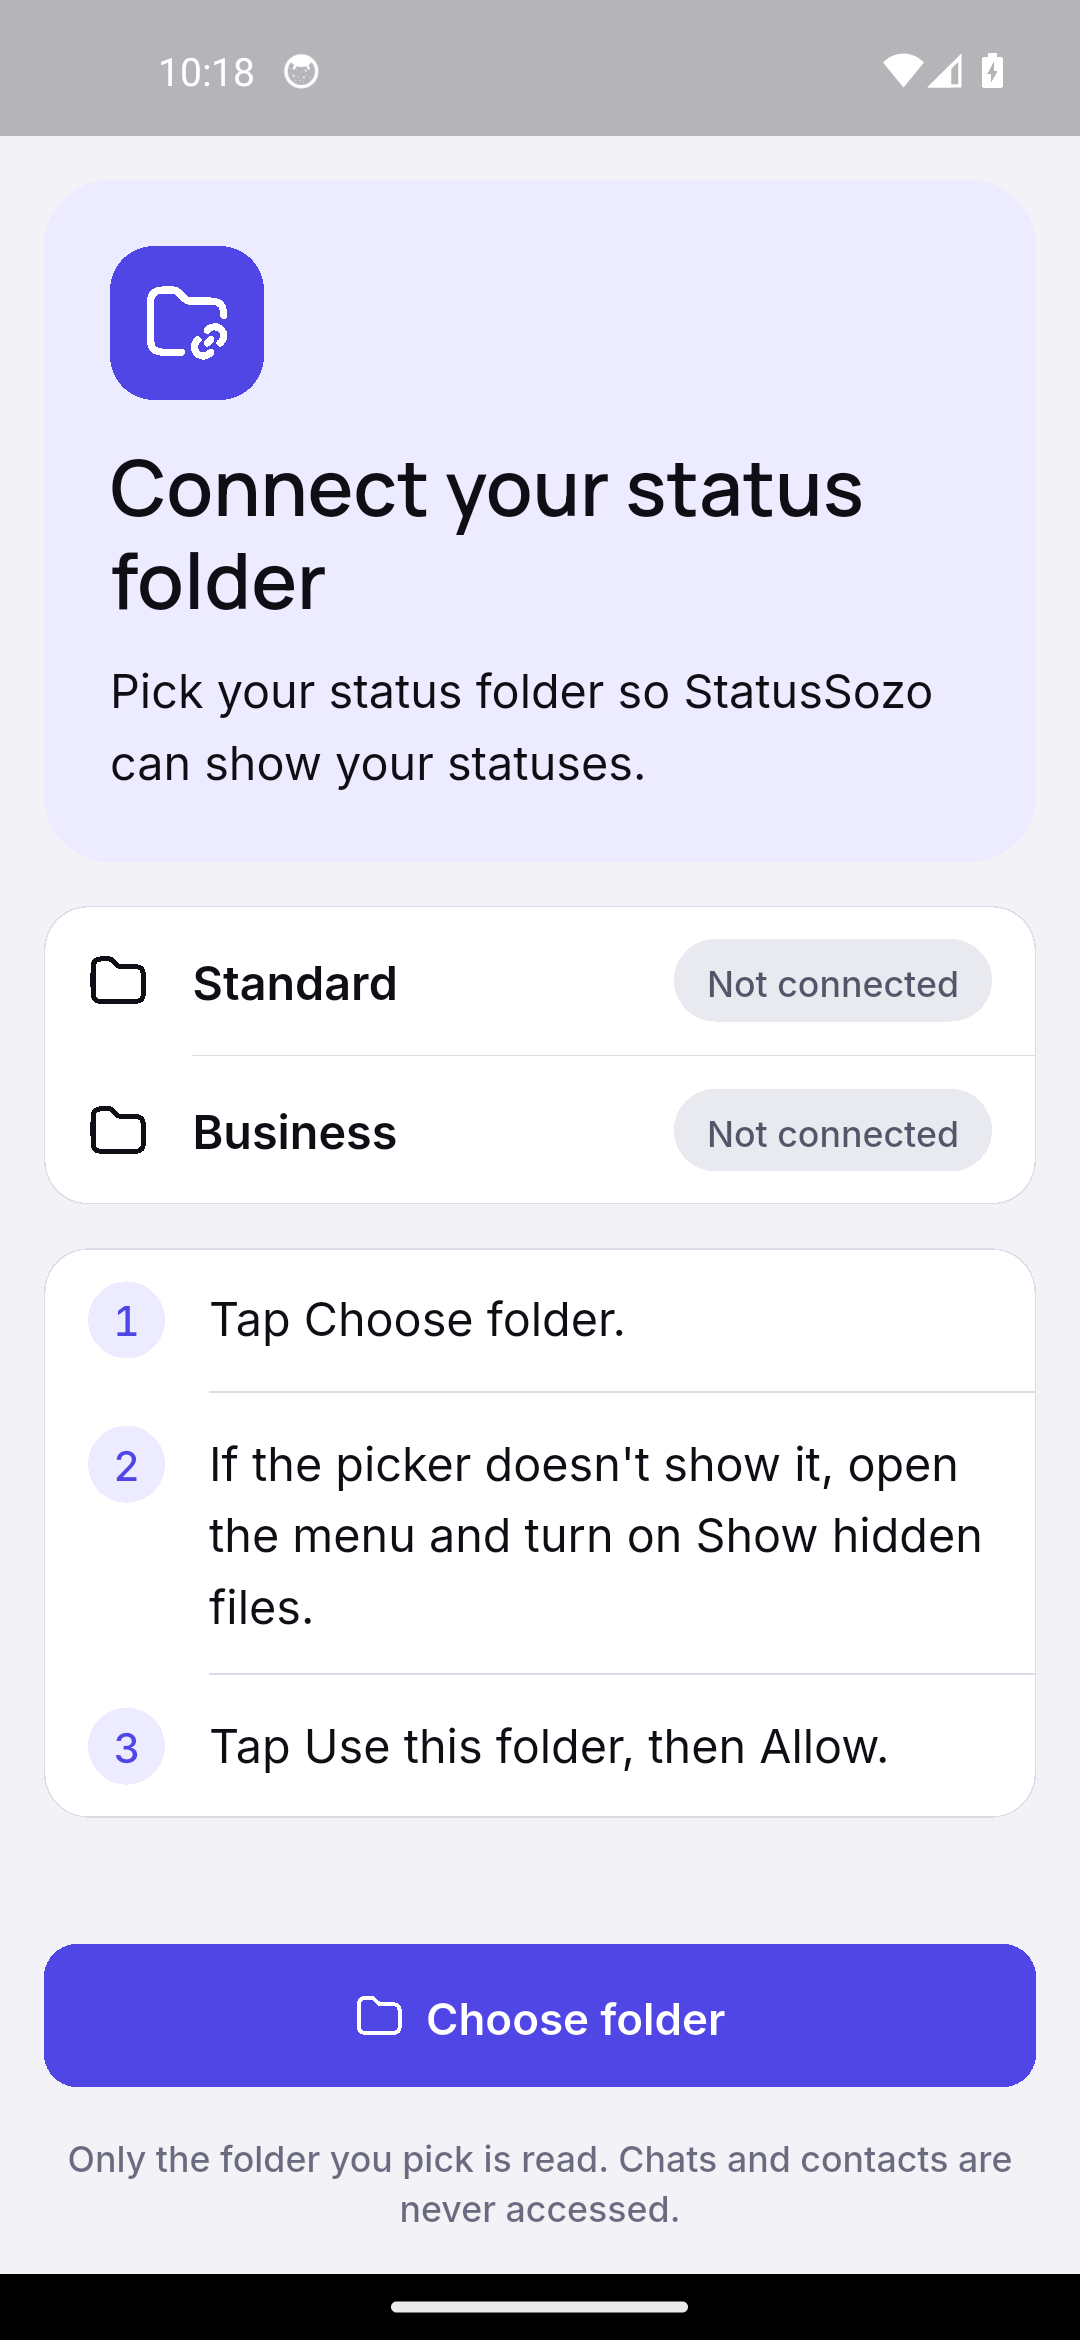 10:18
Connect your status
folder
Pick your status folder so StatusSozo
can show your statuses.
Standard
Not connected
Business
Not connected
1
Tap Choose folder.
2
If the picker doesn't show it, open
the menu and turn on Show hidden
files.
3
Tap Use this folder, then Allow.
Choose folder
Only the folder you pick is read. Chats and contacts are
never accessed.